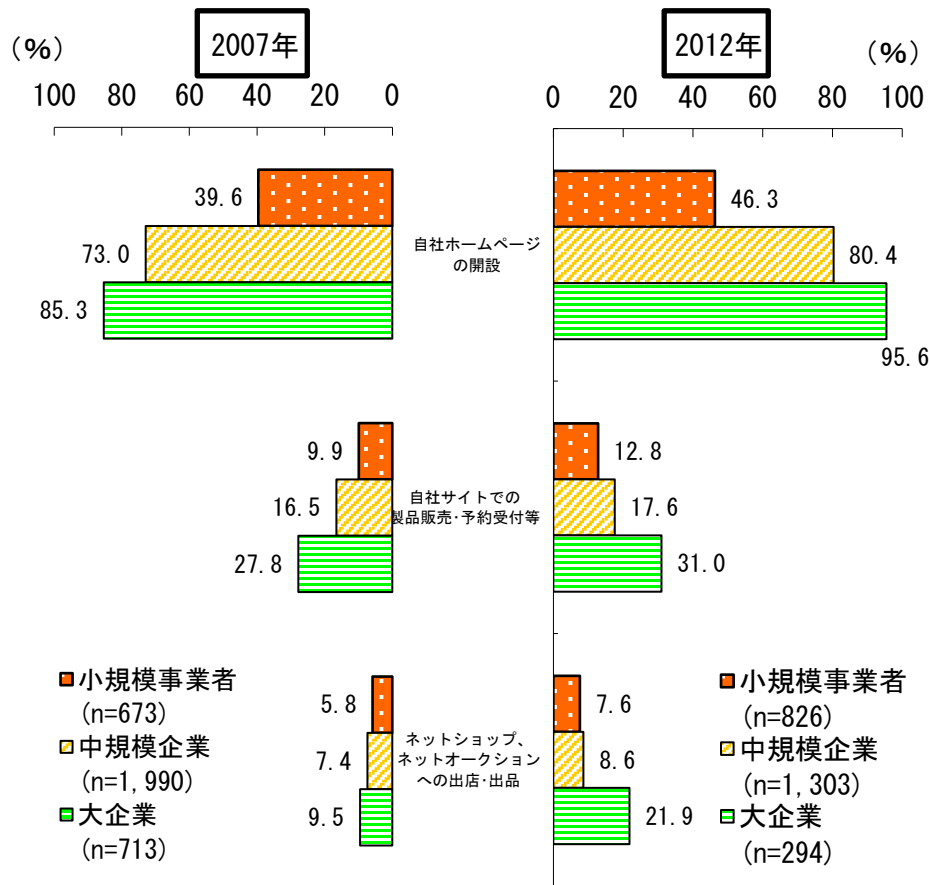 2007年
2012年
(%)
(%)
100 80 60 40 20 0
0 20 40 60 80 100
39.6
73.0
85.3
自社ホームページ
の開設
46.3
80.4
95.6
9.9
16.5
27.8
自社サイトでの
製品販売・予約受付等
12.8
17.6
31.0
5.8
7.4
9.5
ネットショップ、
ネットオークション
への出店・出品
7.6
8.6
21.9
小規模事業者
(n=673)
中規模企業
(n=1,990)
大企業
(n=713)
小規模事業者
(n=826)
中規模企業
(n=1,303)
大企業
(n=294)